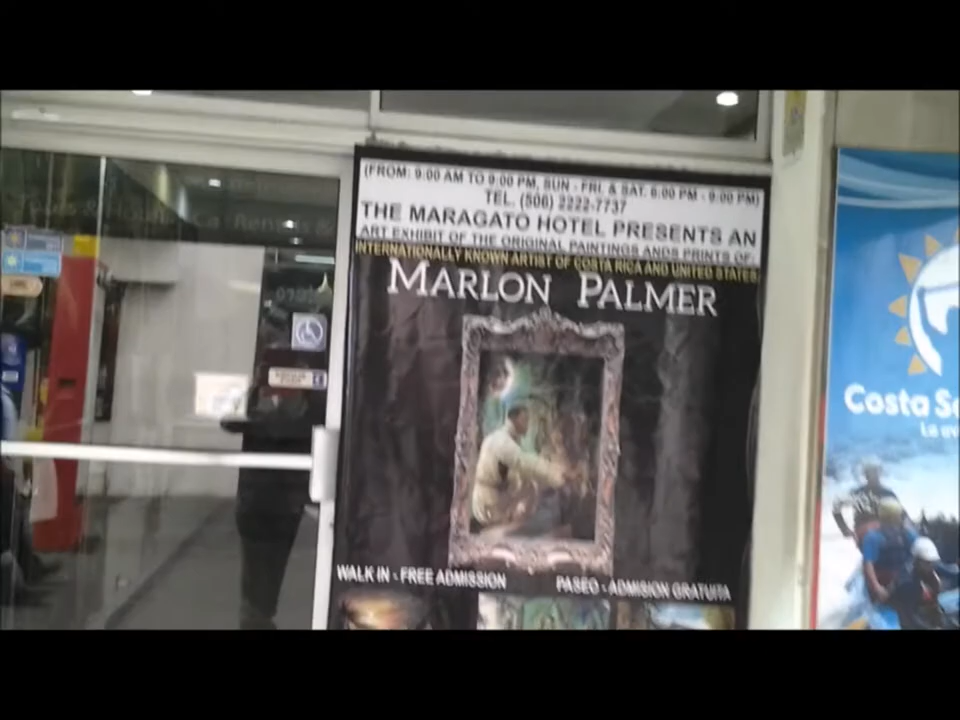 (FROM: 9:00 AM TO 9:00 PM, SUN - FRI & SAT. 6:00 PM - 9:00 PM)
TEL. (506) 2222-7737
THE MARAGATO HOTEL PRESENTS AN
ART EXHIBIT OF THE ORIGINAL PAINTINGS ANDS PRINTS OF:
INTERNATIONALLY KNOWN ARTIST OF COSTA RICA AND UNITED STATES
MARLON PALMER
WALK IN - FREE ADMISSION
PASEO - ADMISION GRATUITA
Costa
La